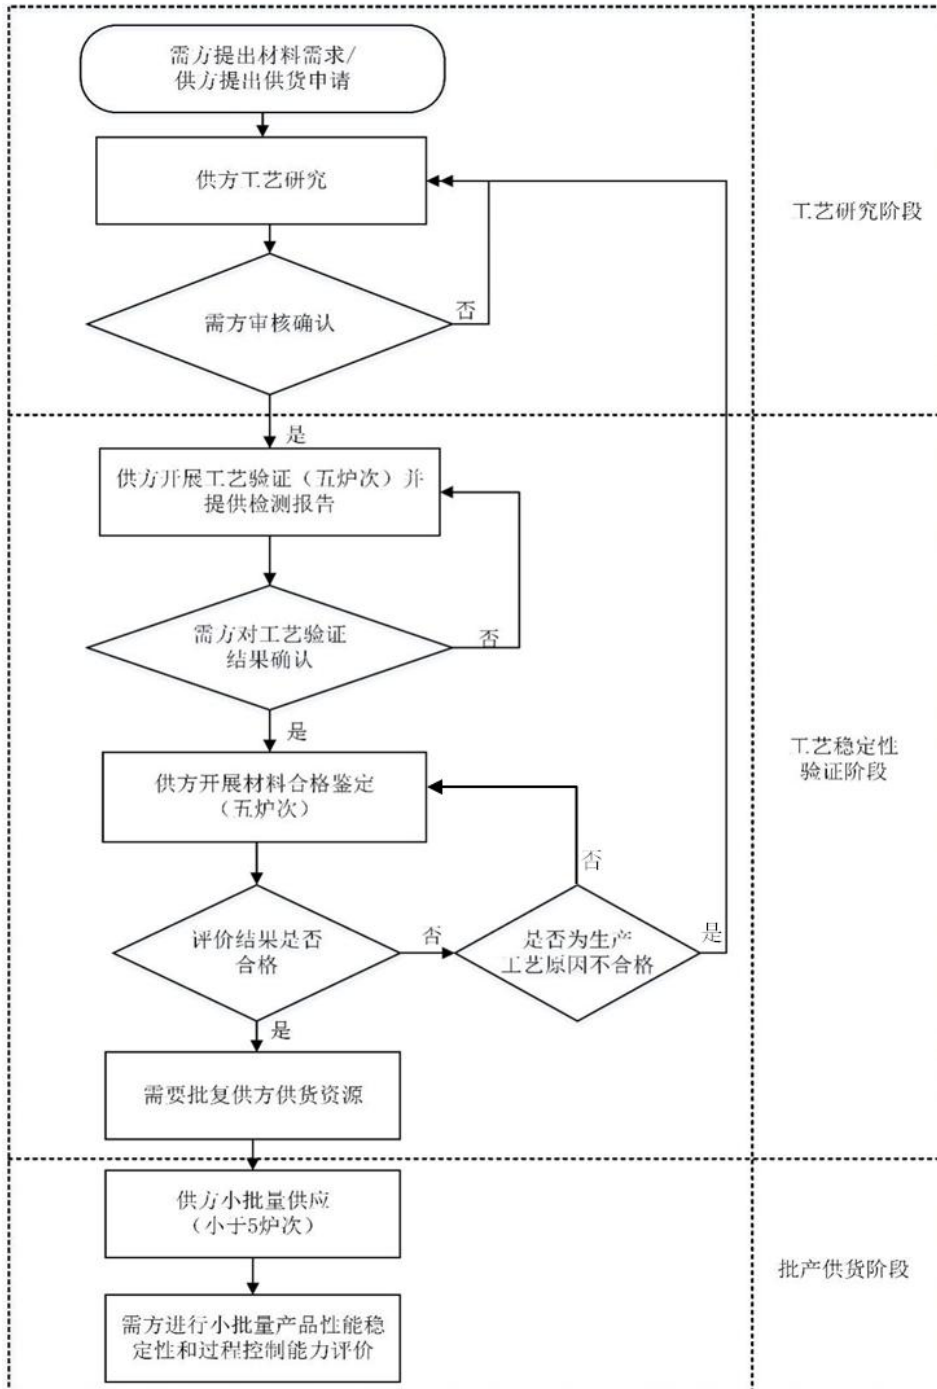 需方提出材料需求/
供方提出供货申请
供方工艺研究
工艺研究阶段
否
需方审核确认
是
供方开展工艺验证（五炉次）并
提供检测报告
需方对工艺验证
结果确认
否
是
工艺稳定性
验证阶段
供方开展材料合格鉴定
（五炉次）
否
评价结果是否
合格
否
是否为生产
工艺原因不合格
是
是
需要批复供方供货资源
供方小批量供应
（小于5炉次）
批产供货阶段
需方进行小批量产品性能稳
定性和过程控制能力评价